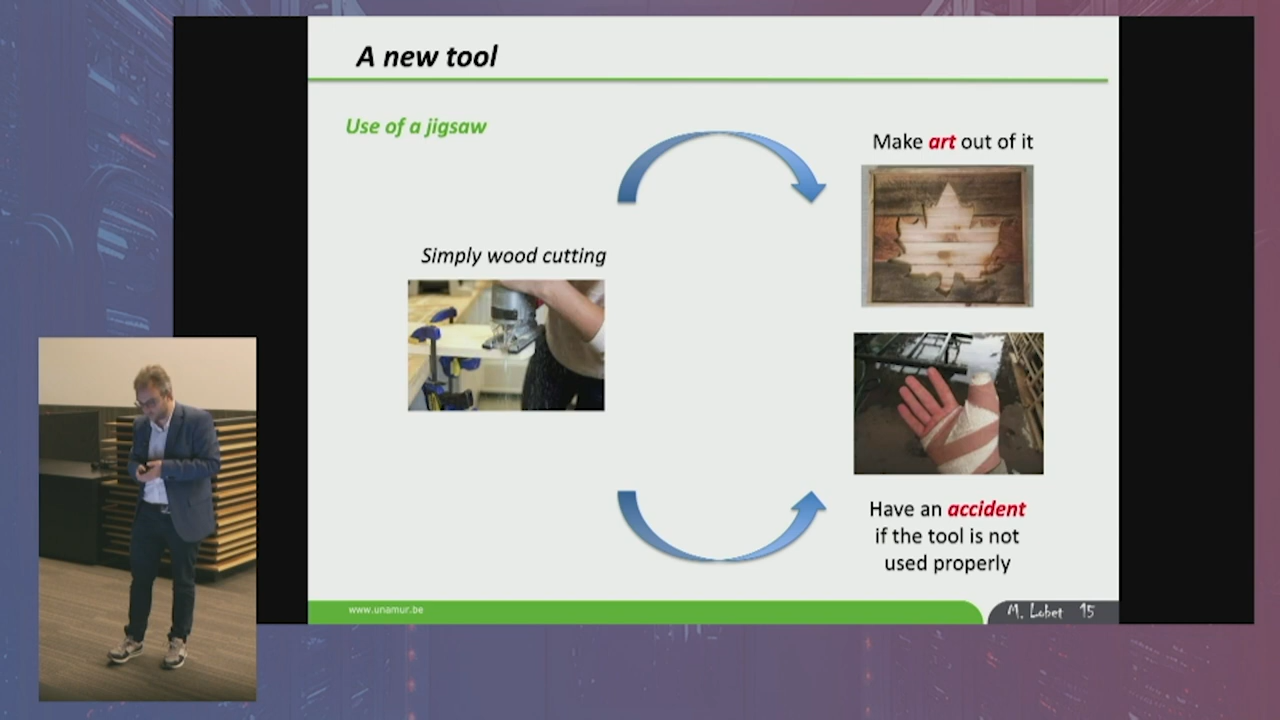 A new tool
Use of a jigsaw
Make art out of it
Simply wood cutting
Have an accident
if the tool is not
used properly
www.unamur.be
M. Lobet 15